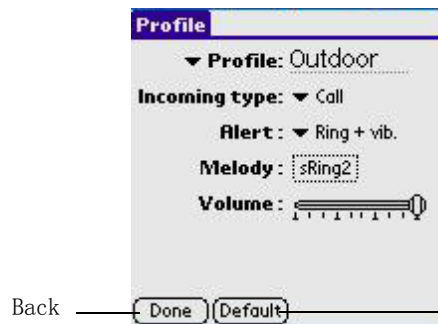 Profile
Profile: Outdoor
Incoming type: Call
Alert: Ring + vib.
Melody: sRing2
Volume:
Back Done Default